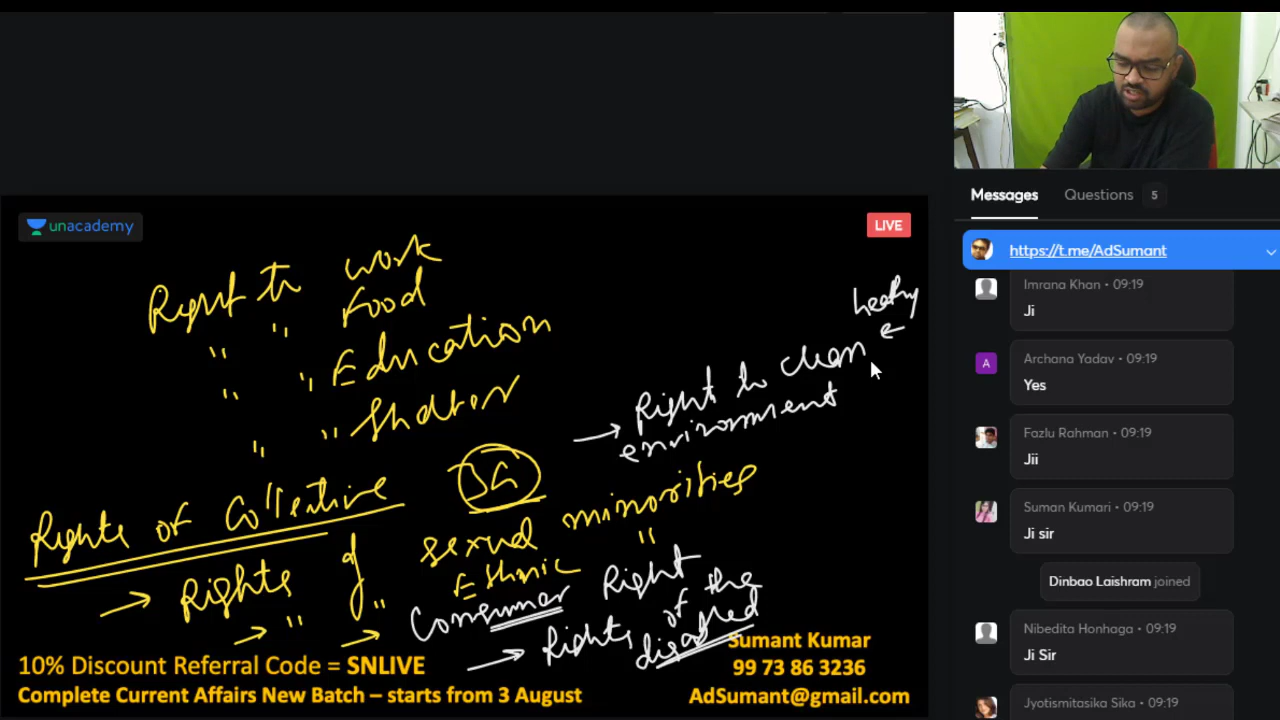 unacademy
LIVE
Right to work
" " Food
" " Education
" " Shelter
healthy
→ Right to clean
environment
Rights of Collective 3G
→ Rights of sexual minorities
→ " " Ethnic "
→ Consumer Right
→ Rights of the
disabled
10% Discount Referral Code = SNLIVE
Complete Current Affairs New Batch – starts from 3 August
Sumant Kumar
99 73 86 3236
AdSumant@gmail.com
Messages Questions 5
https://t.me/AdSumant
Imrana Khan • 09:19
Ji
A
Archana Yadav • 09:19
Yes
Fazlu Rahman • 09:19
Jii
Suman Kumari • 09:19
Ji sir
Dinbao Laishram joined
Nibedita Honhaga • 09:19
Ji Sir
Jyotismitasika Sika • 09:19